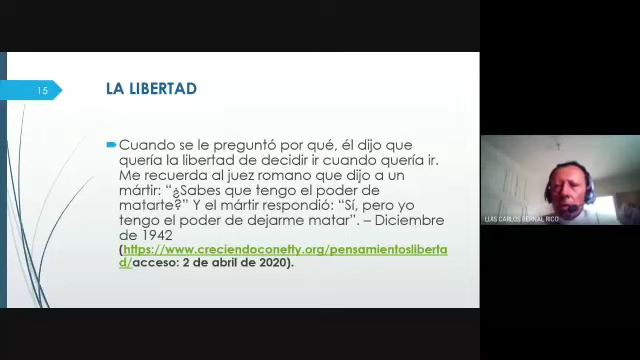 15
LA LIBERTAD
Cuando se le preguntó por qué, él dijo que
quería la libertad de decidir ir cuando quería ir.
Me recuerda al juez romano que dijo a un
mártir: “¿Sabes que tengo el poder de
matarte?” Y el mártir respondió: “Sí, pero yo
tengo el poder de dejarme matar”. – Diciembre
de 1942
(https://www.creciendoconetty.org/pensamientosliberta
d/acceso: 2 de abril de 2020).
LUIS CARLOS BERNAL RICO